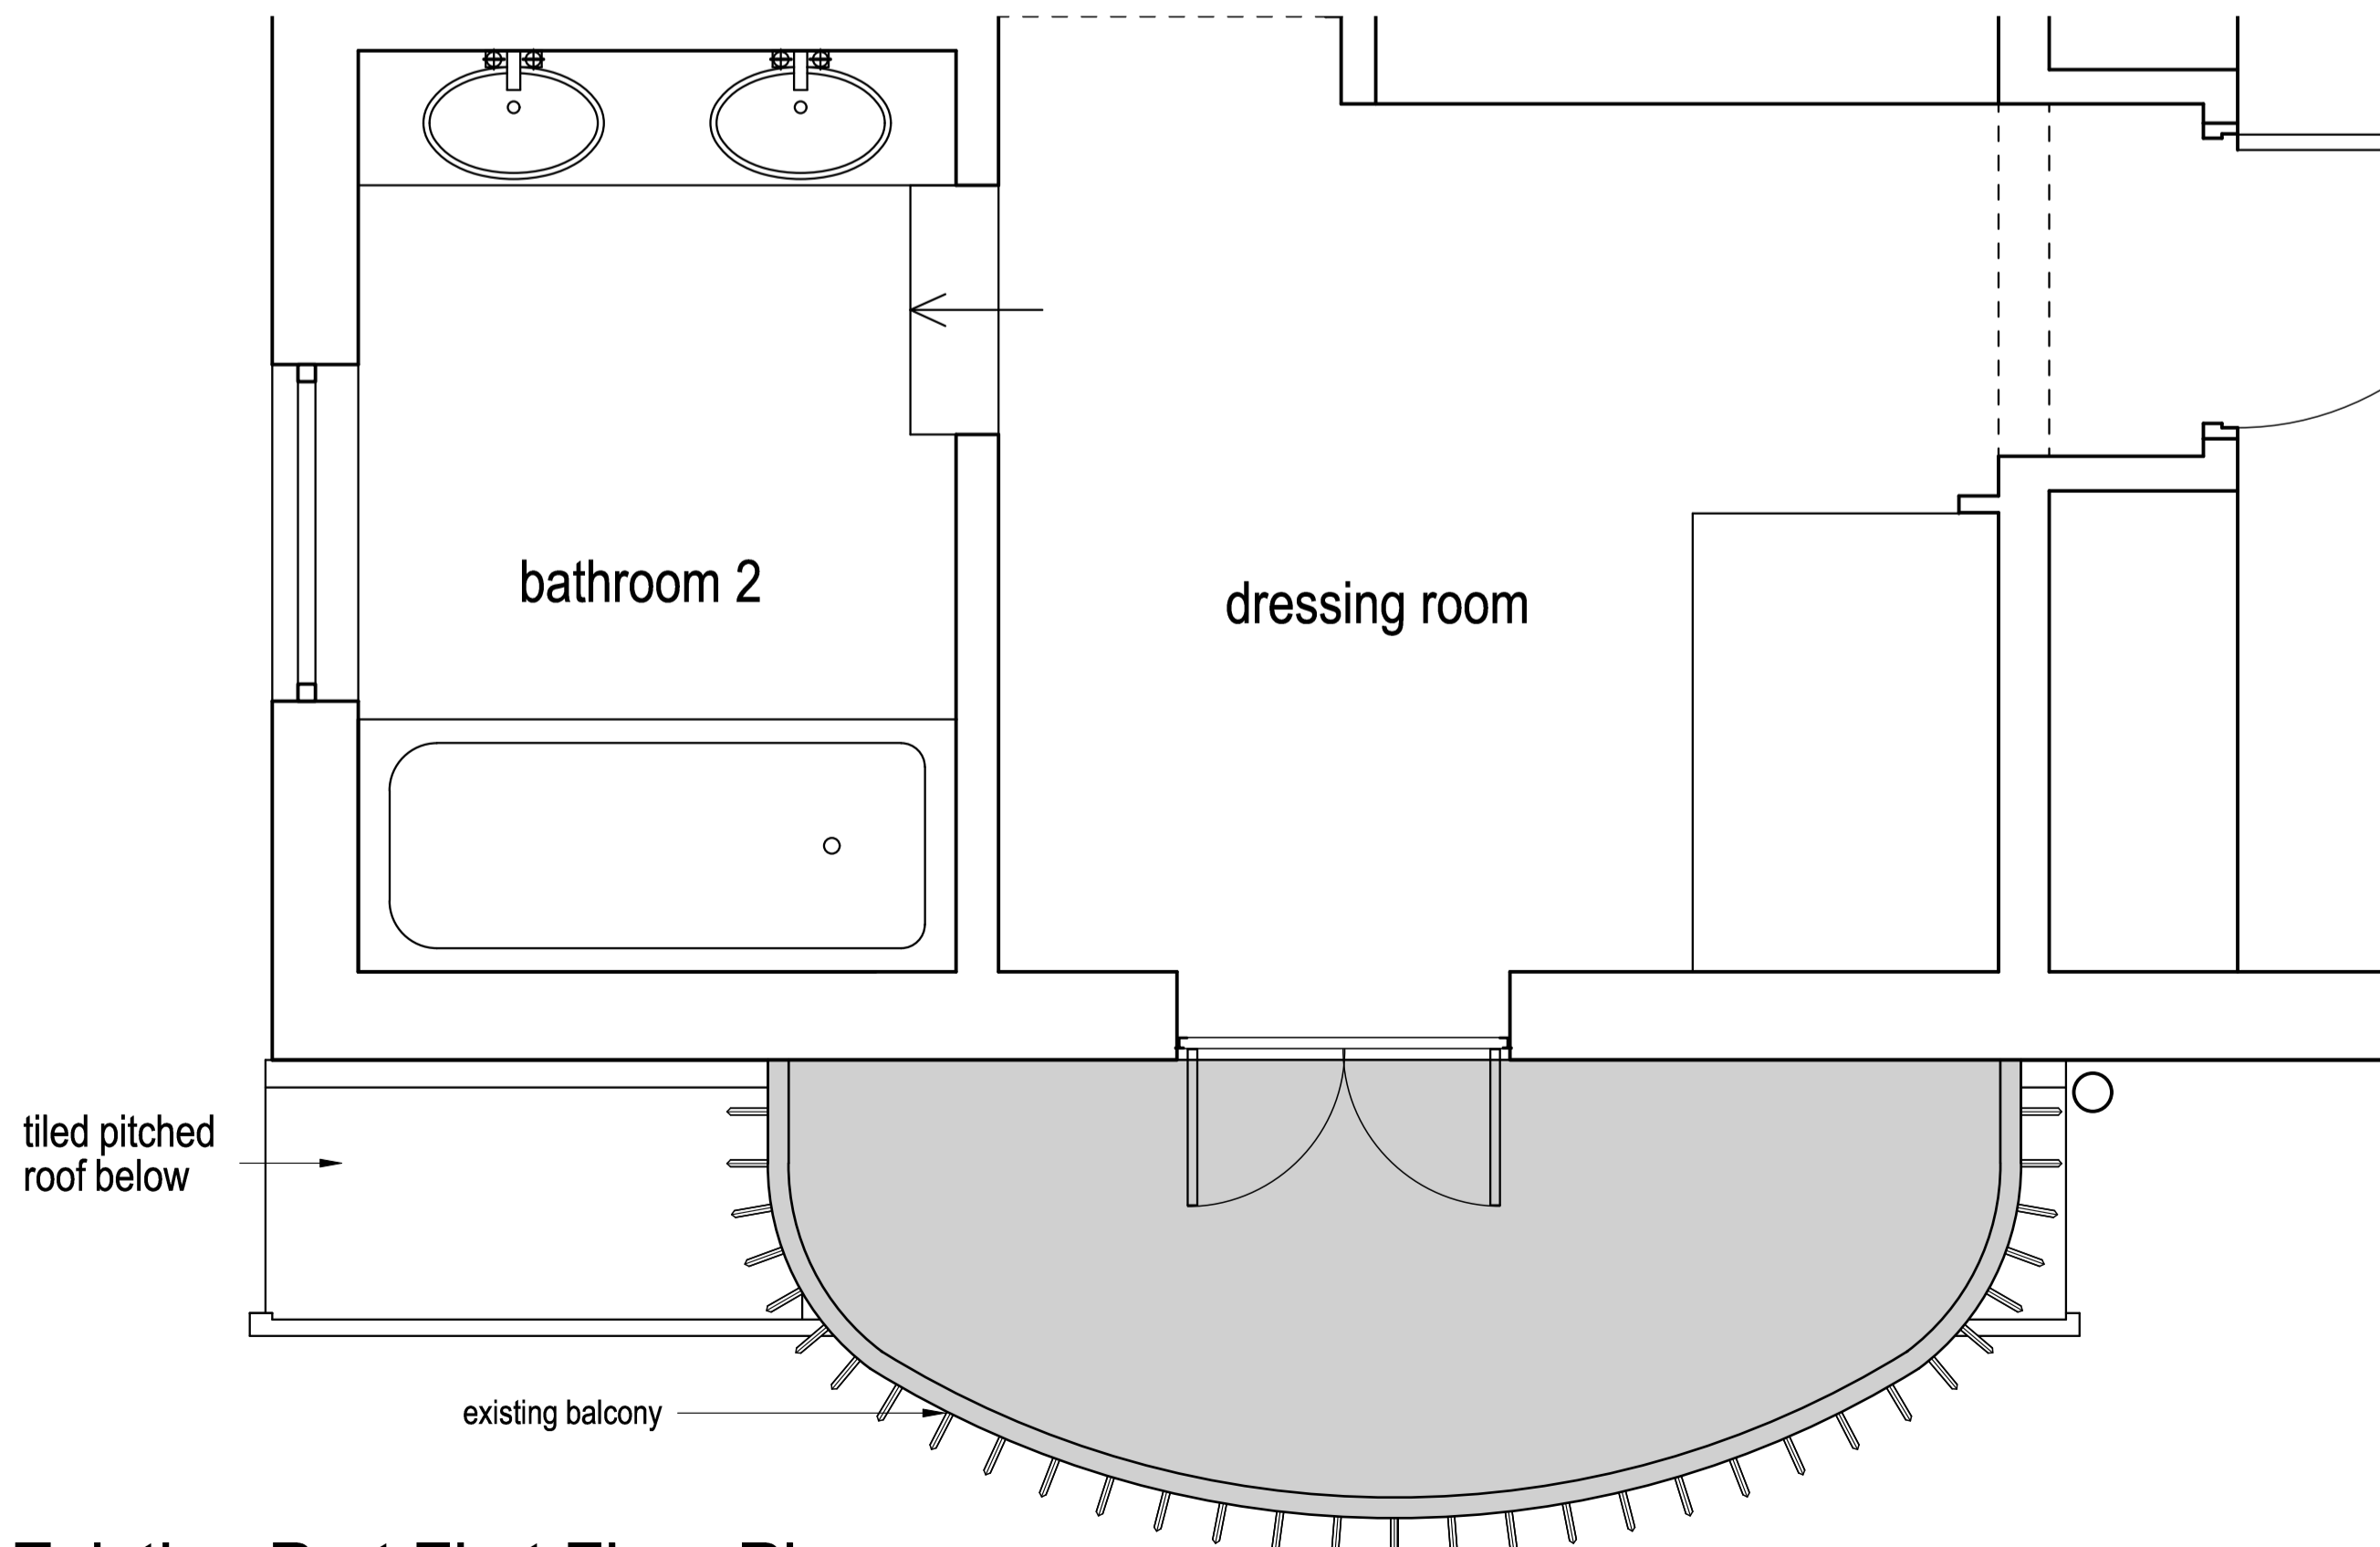 bathroom 2
dressing room
tiled pitched
roof below
existing balcony